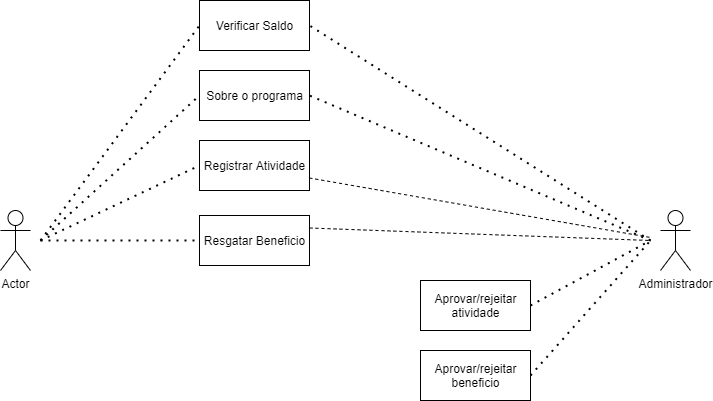 Verificar Saldo
Sobre o programa
Registrar Atividade
Resgatar Beneficio
Actor
Administrador
Aprovar/rejeitar
atividade
Aprovar/rejeitar
beneficio